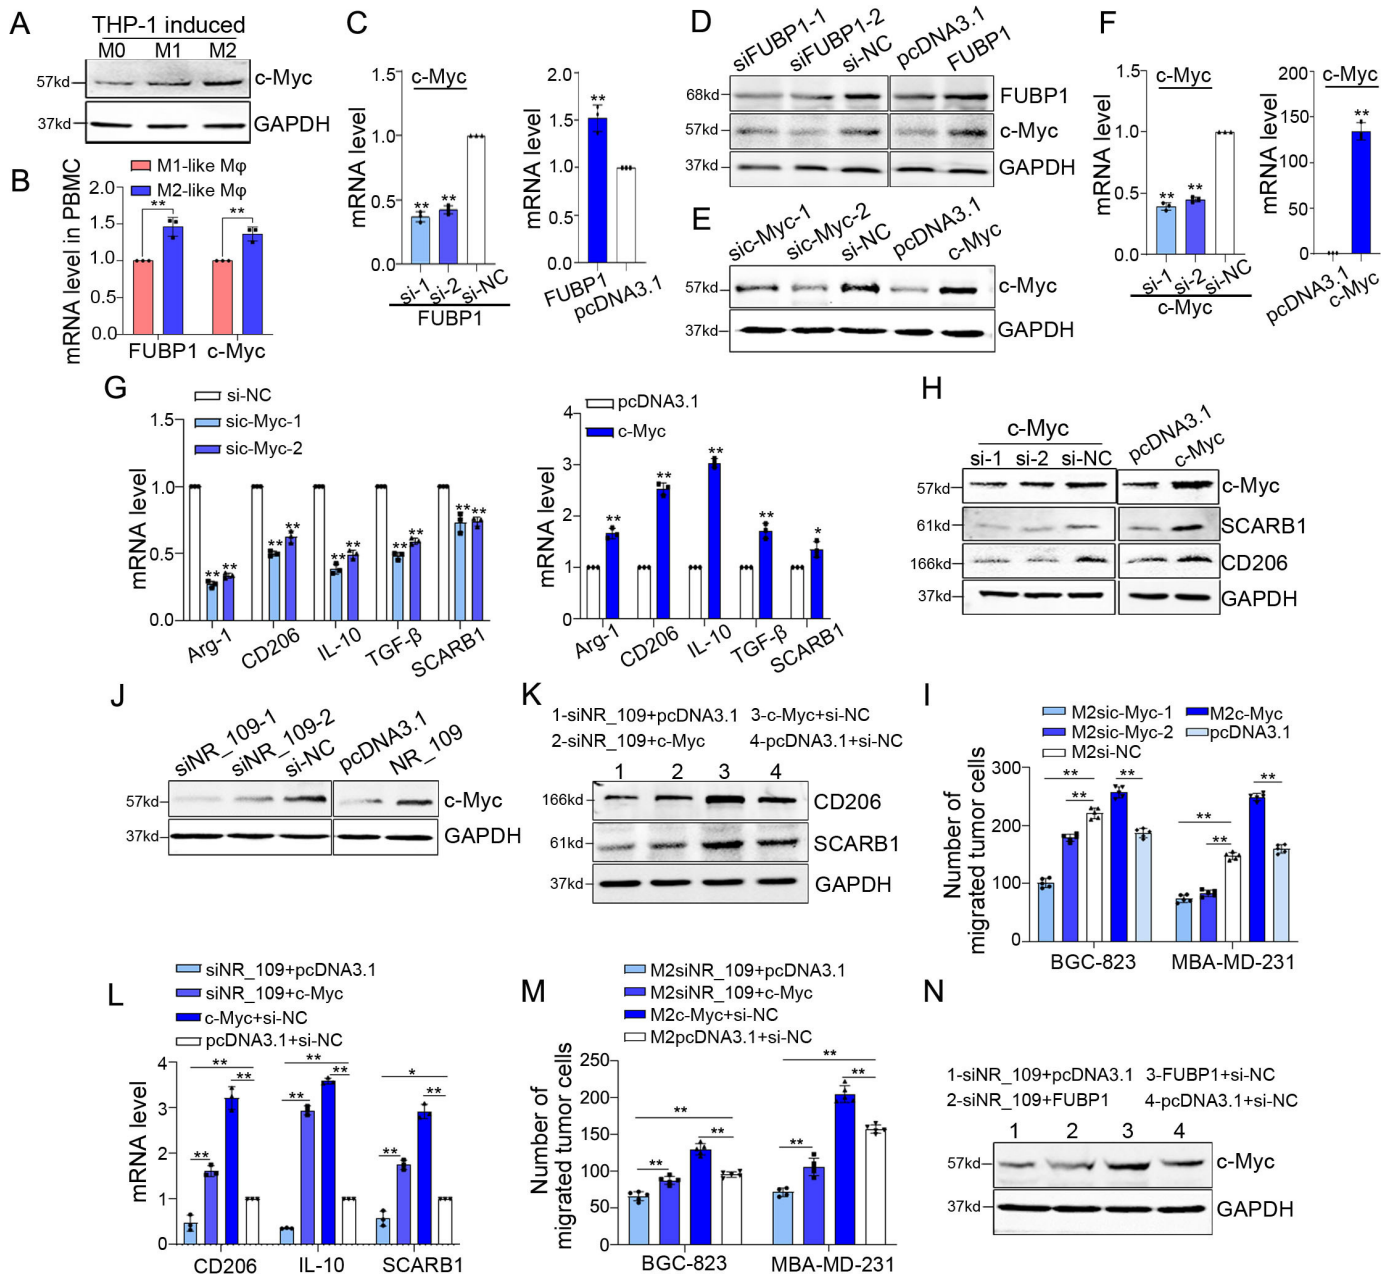 A
THP-1 induced
M0 M1 M2
57kd
c-Myc
37kd
GAPDH
B
M1-like Mφ
M2-like Mφ
mRNA level in PBMC
2.0
1.5
1.0
0.5
0.0
** **
FUBP1 c-Myc
C
c-Myc
mRNA level
1.5
1.0
0.5
0.0
** **
si-1 si-2 si-NC
FUBP1
mRNA level
2.0
1.5
1.0
0.5
0.0
**
FUBP1 pcDNA3.1
D
siFUBP1-1 siFUBP1-2 si-NC pcDNA3.1 FUBP1
68kd FUBP1
57kd c-Myc
37kd GAPDH
E
sic-Myc-1 sic-Myc-2 si-NC pcDNA3.1 c-Myc
57kd c-Myc
37kd GAPDH
F
c-Myc
mRNA level
1.5
1.0
0.5
0.0
** **
si-1 si-2 si-NC
c-Myc
c-Myc
mRNA level
200
150
100
50
0
**
pcDNA3.1 c-Myc
G
si-NC
sic-Myc-1
sic-Myc-2
mRNA level
1.5
1.0
0.5
0.0
** ** ** ** ** ** ** ** ** **
Arg-1 CD206 IL-10 TGF-β SCARB1
pcDNA3.1
c-Myc
mRNA level
4
3
2
1
0
** ** ** ** *
Arg-1 CD206 IL-10 TGF-β SCARB1
H
c-Myc
si-1 si-2 si-NC pcDNA3.1 c-Myc
57kd c-Myc
61kd SCARB1
166kd CD206
37kd GAPDH
J
siNR_109-1 siNR_109-2 si-NC pcDNA3.1 NR_109
57kd c-Myc
37kd GAPDH
K
1-siNR_109+pcDNA3.1 3-c-Myc+si-NC
2-siNR_109+c-Myc 4-pcDNA3.1+si-NC
1 2 3 4
166kd CD206
61kd SCARB1
37kd GAPDH
I
M2sic-Myc-1 M2c-Myc
M2sic-Myc-2 pcDNA3.1
M2si-NC
Number of
migrated tumor cells
300
200
100
0
** ** ** ** ** **
BGC-823 MBA-MD-231
L
siNR_109+pcDNA3.1
siNR_109+c-Myc
c-Myc+si-NC
pcDNA3.1+si-NC
mRNA level
4
3
2
1
0
** ** ** ** ** ** * ** **
CD206 IL-10 SCARB1
M
M2siNR_109+pcDNA3.1
M2siNR_109+c-Myc
M2c-Myc+si-NC
M2pcDNA3.1+si-NC
Number of
migrated tumor cells
250
200
150
100
50
0
** ** ** ** ** **
BGC-823 MBA-MD-231
N
1-siNR_109+pcDNA3.1 3-FUBP1+si-NC
2-siNR_109+FUBP1 4-pcDNA3.1+si-NC
1 2 3 4
57kd c-Myc
37kd GAPDH